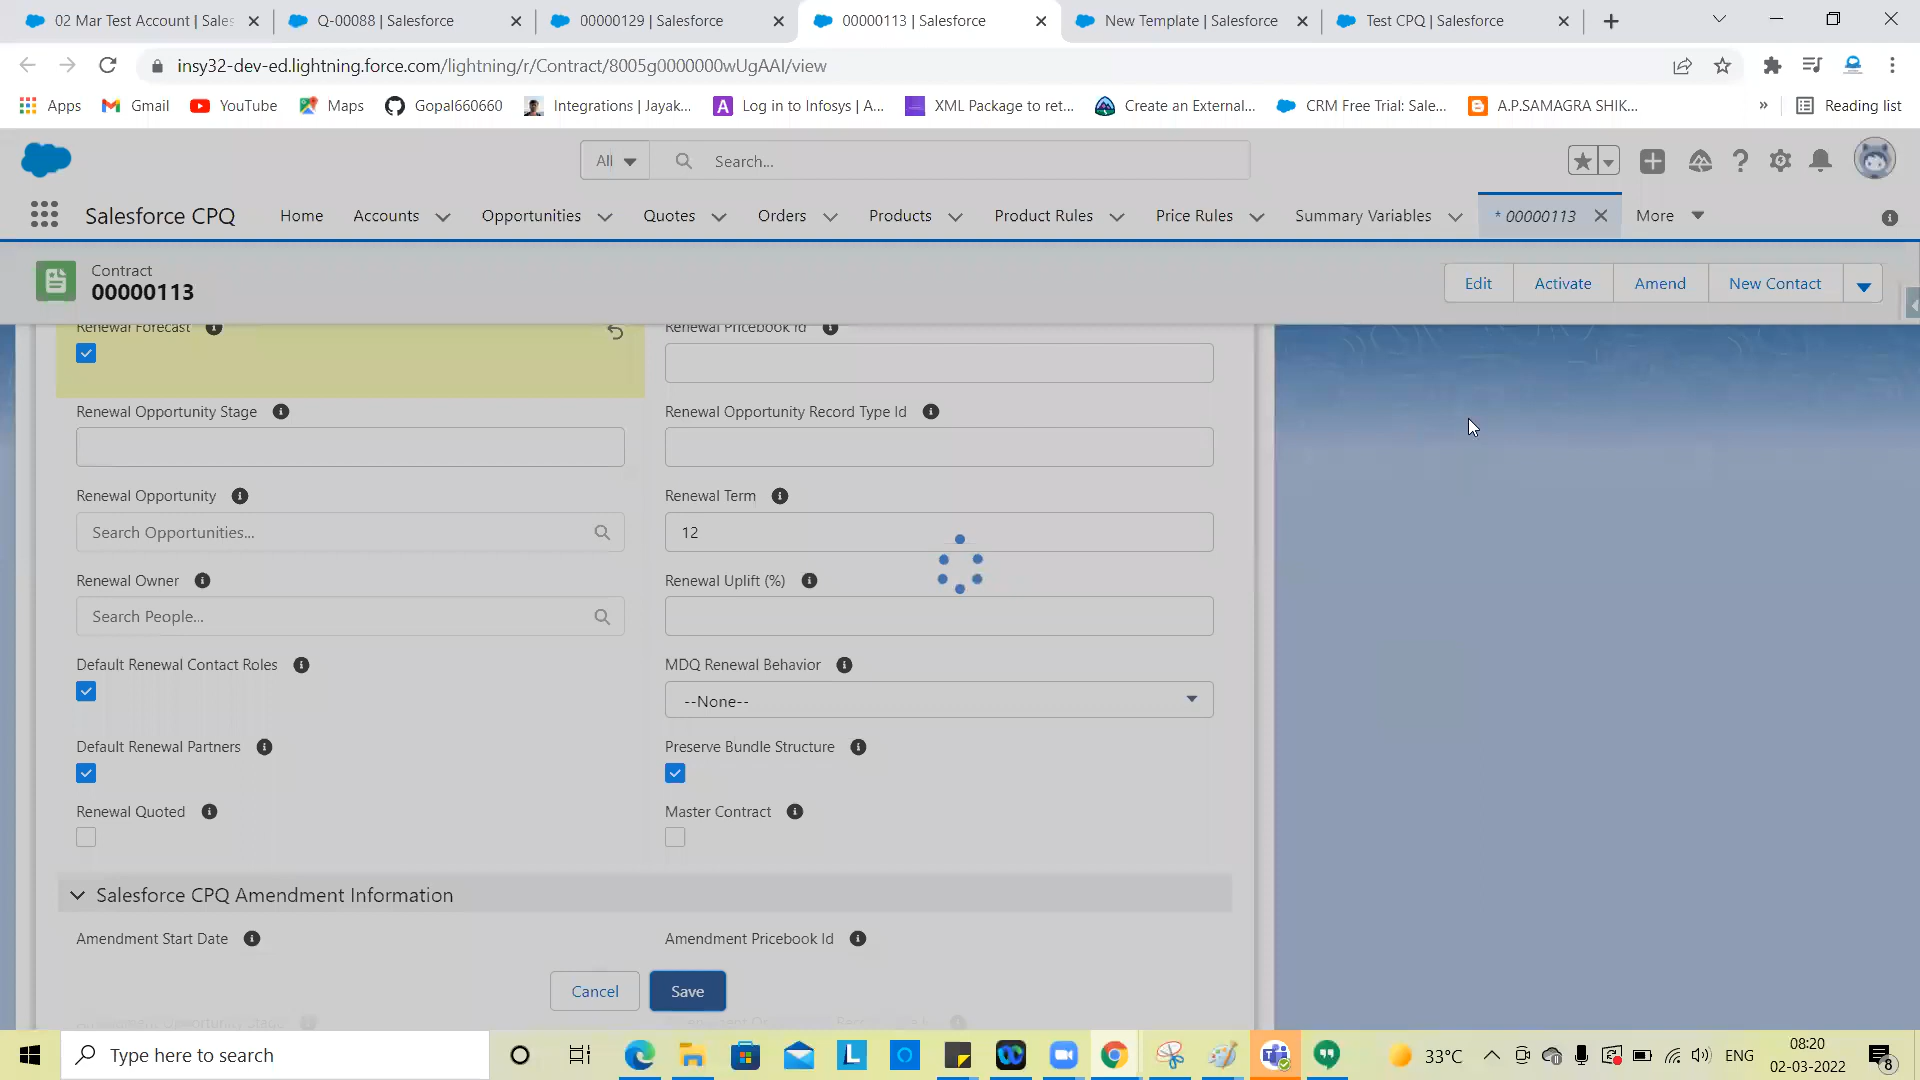 02 Mar Test Account | Sales
Q-00088 | Salesforce
00000129 | Salesforce
00000113 | Salesforce
New Template | Salesforce
Test CPQ | Salesforce
insy32-dev-ed.lightning.force.com/lightning/r/Contract/8005g0000000wUgAAI/view
Apps
Gmail
YouTube
Maps
Gopal660660
Integrations | Jayak...
Log in to Infosys | A...
XML Package to ret...
Create an External...
CRM Free Trial: Sale...
A.P.SAMAGRA SHIK...
»
Reading list
All
Search...
Salesforce CPQ
Home
Accounts
Opportunities
Quotes
Orders
Products
Product Rules
Price Rules
Summary Variables
* 00000113
More
Contract
00000113
Edit
Activate
Amend
New Contact
Renewal Forecast
Renewal Pricebook Id
Renewal Opportunity Stage
Renewal Opportunity Record Type Id
Renewal Opportunity
Renewal Term
Search Opportunities...
12
Renewal Owner
Renewal Uplift (%)
Search People...
Default Renewal Contact Roles
MDQ Renewal Behavior
--None--
Default Renewal Partners
Preserve Bundle Structure
Renewal Quoted
Master Contract
Salesforce CPQ Amendment Information
Amendment Start Date
Amendment Pricebook Id
Cancel
Save
Type here to search
33°C
ENG
08:20
02-03-2022
8